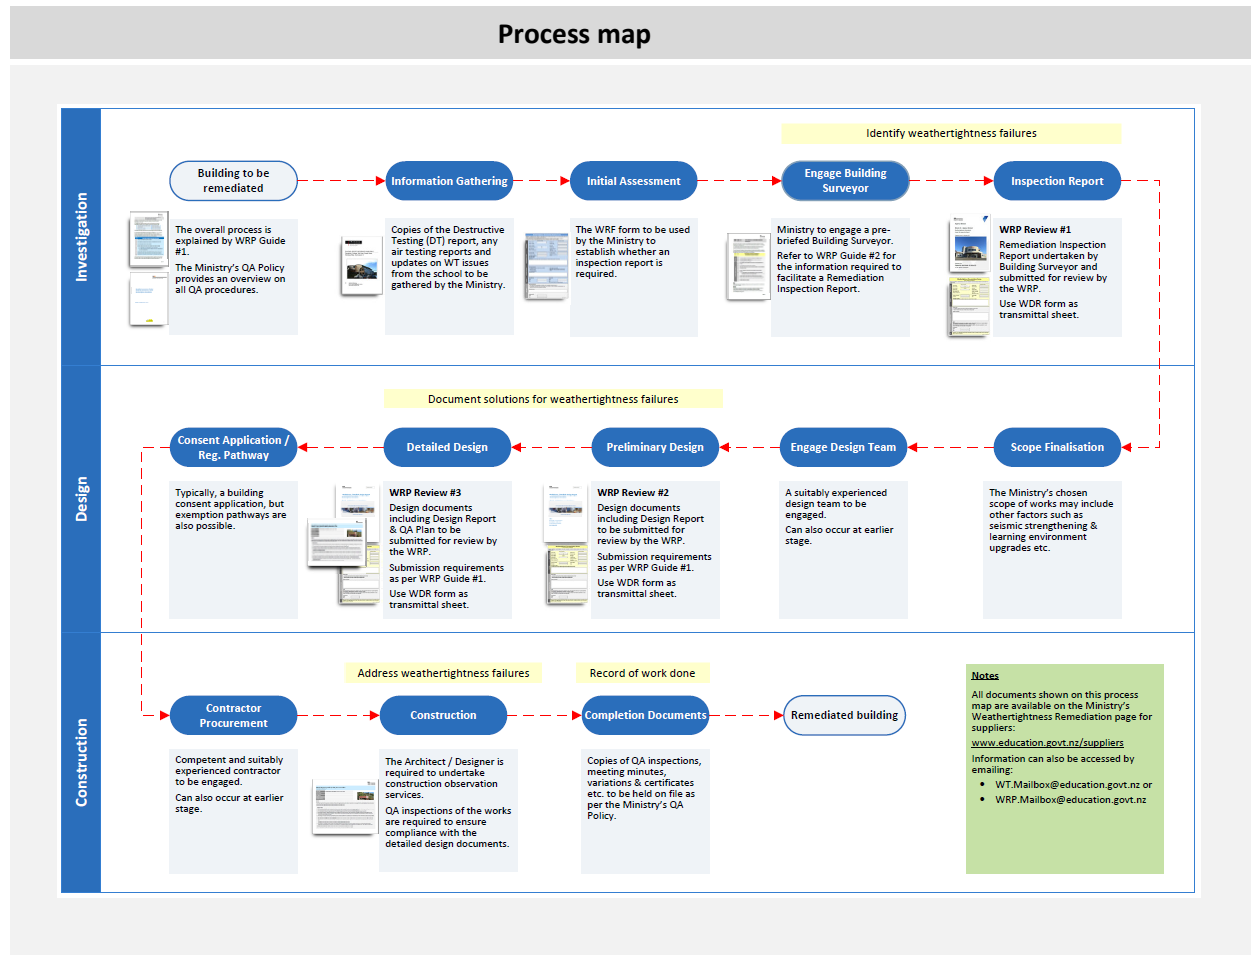 Process map
Investigation
Identify weathertightness failures
Building to be
remediated
Information Gathering
Initial Assessment
Engage Building
Surveyor
Inspection Report
The overall process is
explained by WRP Guide
#1.
The Ministry's QA Policy
provides an overview on
all QA procedures.
Copies of the Destructive
Testing (DT) report, any
air testing reports and
updates on WT issues
from the school to be
gathered by the Ministry.
The WRF form to be used
by the Ministry to
establish whether an
inspection report is
required.
Ministry to engage a pre-
briefed Building Surveyor.
Refer to WRP Guide #2 for
the information required to
facilitate a Remediation
Inspection Report.
WRP Review #1
Remediation Inspection
Report undertaken by
Building Surveyor and
submitted for review by
the WRP.
Use WDR form as
transmittal sheet.
Design
Document solutions for weathertightness failures
Consent Application /
Reg. Pathway
Detailed Design
Preliminary Design
Engage Design Team
Scope Finalisation
Typically, a building
consent application, but
exemption pathways are
also possible.
WRP Review #3
Design documents
including Design Report
& QA Plan to be
submitted for review by
the WRP.
Submission requirements
as per WRP Guide #1.
Use WDR form as
transmittal sheet.
WRP Review #2
Design documents
including Design Report
to be submitted for
review by the WRP.
Submission requirements
as per WRP Guide #1.
Use WDR form as
transmittal sheet.
A suitably experienced
design team to be
engaged.
Can also occur at earlier
stage.
The Ministry's chosen
scope of works may include
other factors such as
seismic strengthening &
learning environment
upgrades etc.
Construction
Address weathertightness failures
Record of work done
Contractor
Procurement
Construction
Completion Documents
Remediated building
Competent and suitably
experienced contractor
to be engaged.
Can also occur at earlier
stage.
The Architect / Designer is
required to undertake
construction observation
services.
QA inspections of the works
are required to ensure
compliance with the
detailed design documents.
Copies of QA inspections,
meeting minutes,
variations & certificates
etc. to be held on file as
per the Ministry's QA
Policy.
Notes
All documents shown on this process
map are available on the Ministry's
Weathertightness Remediation page for
suppliers:
www.education.govt.nz/suppliers
Information can also be accessed by
emailing:
• WT.Mailbox@education.govt.nz or
• WRP.Mailbox@education.govt.nz